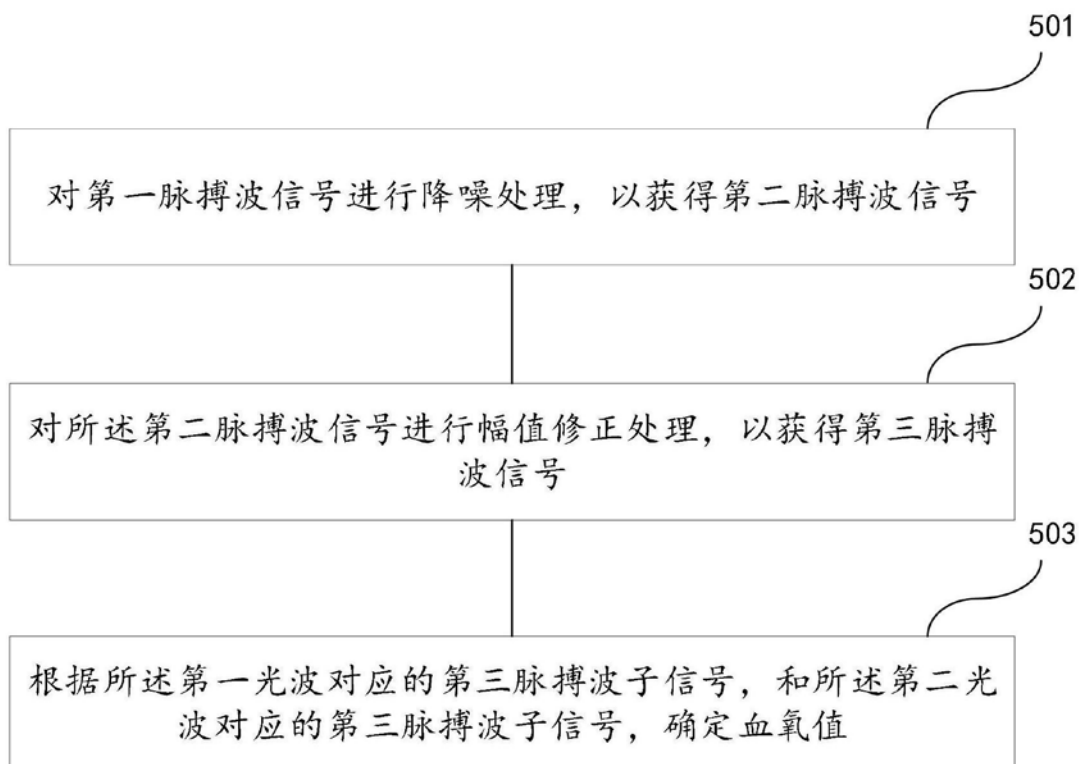 501
对第一脉搏波信号进行降噪处理，以获得第二脉搏波信号
502
对所述第二脉搏波信号进行幅值修正处理，以获得第三脉搏
波信号
503
根据所述第一光波对应的第三脉搏波子信号，和所述第二光
波对应的第三脉搏波子信号，确定血氧值